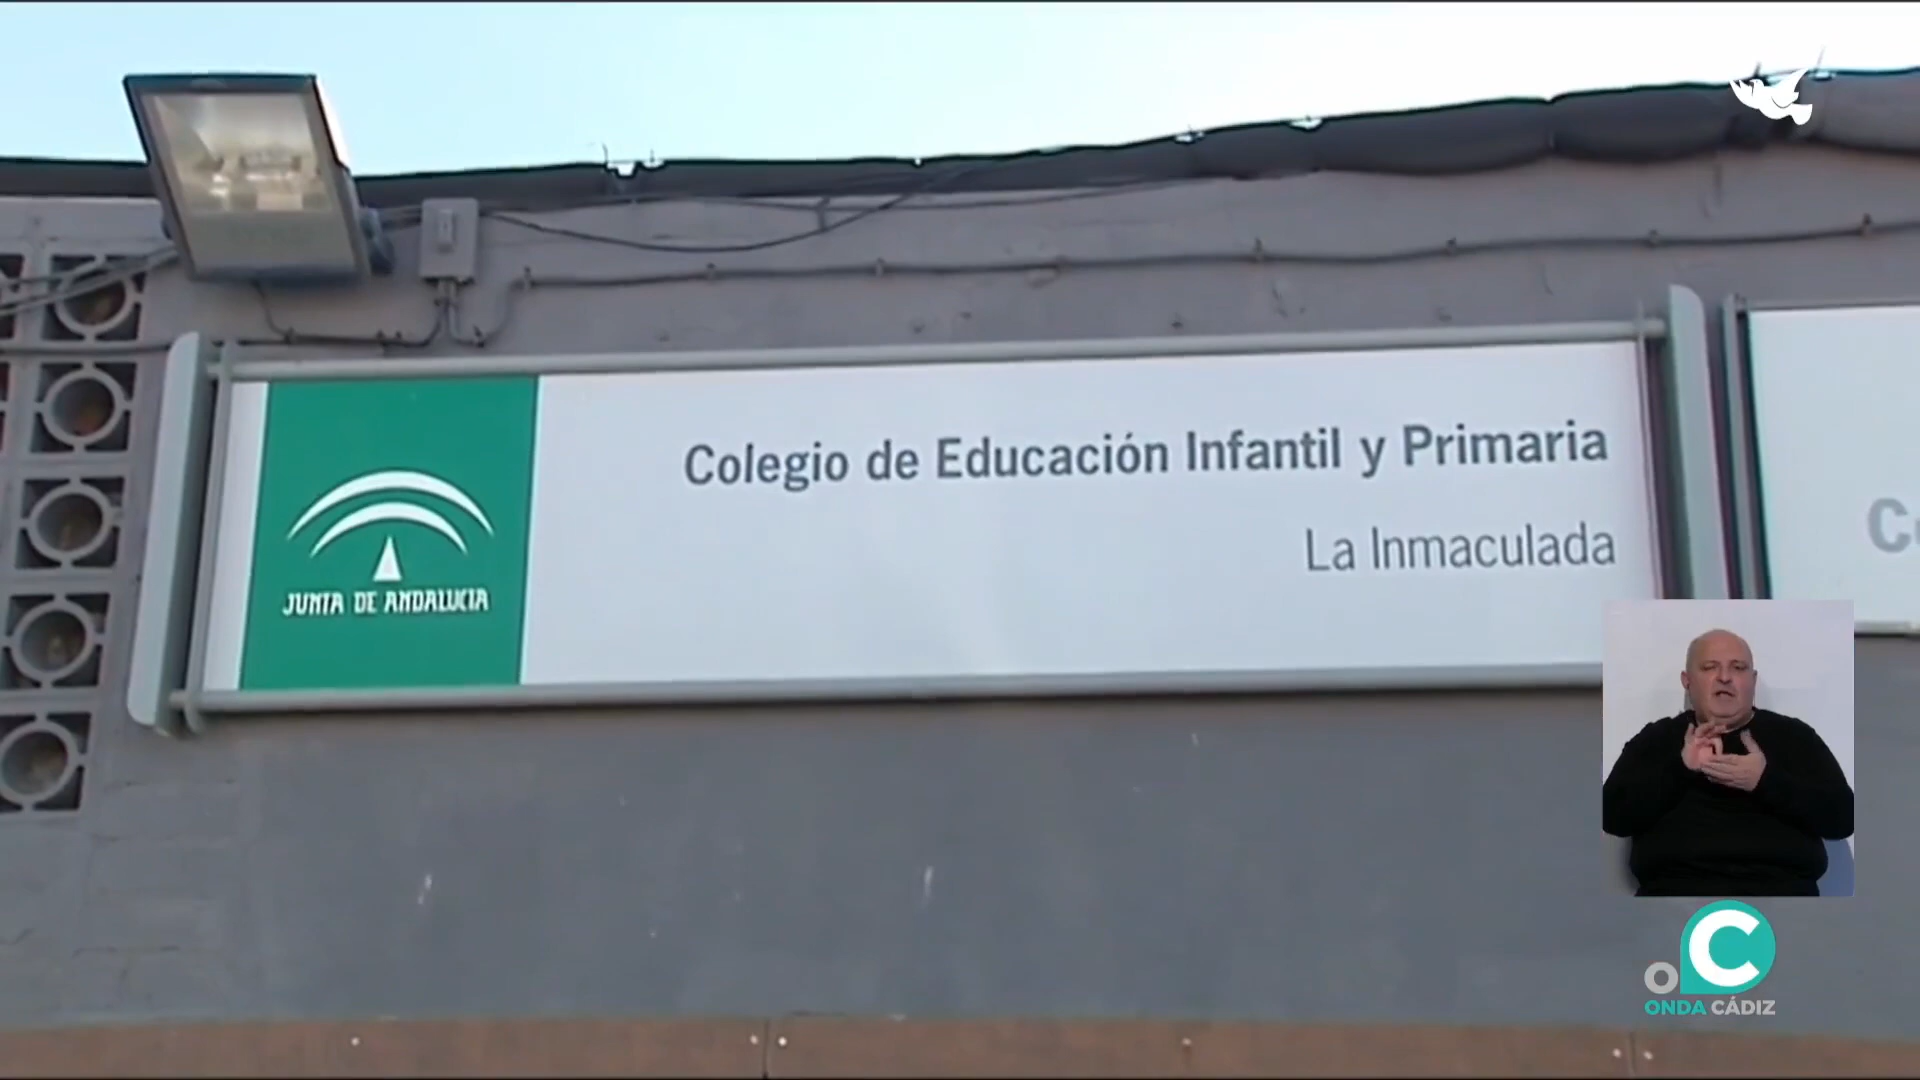 Colegio de Educación Infantil y Primaria
La Inmaculada
JUNTA DE ANDALUCIA
C
O
ONDA CÁDIZ